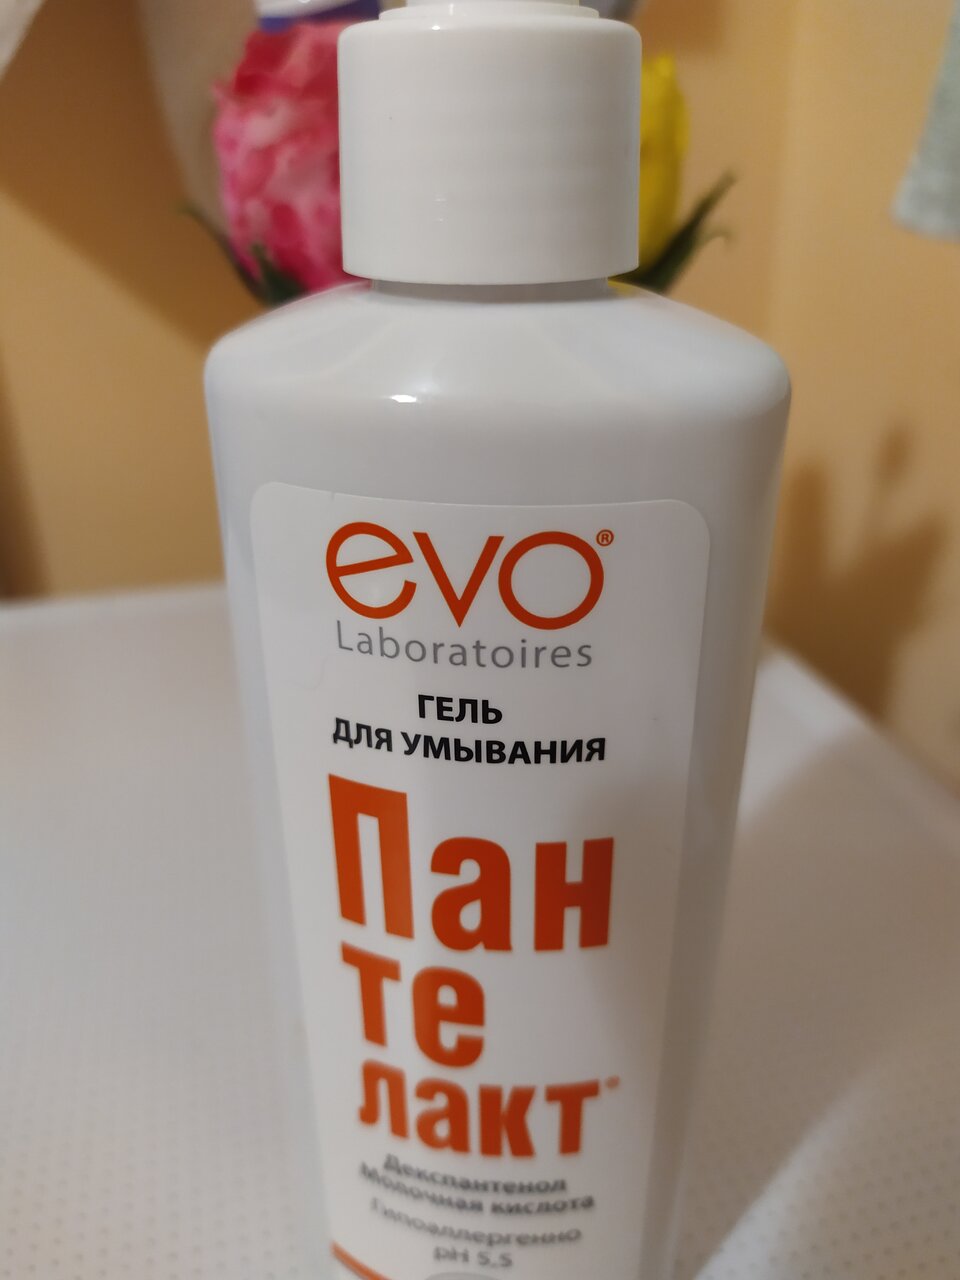 evo®
Laboratoires
ГЕЛЬ
ДЛЯ УМЫВАНИЯ
Пан
те
лакт®
Декспантенол
Молочная кислота
Гипоаллергенно
pH 5.5